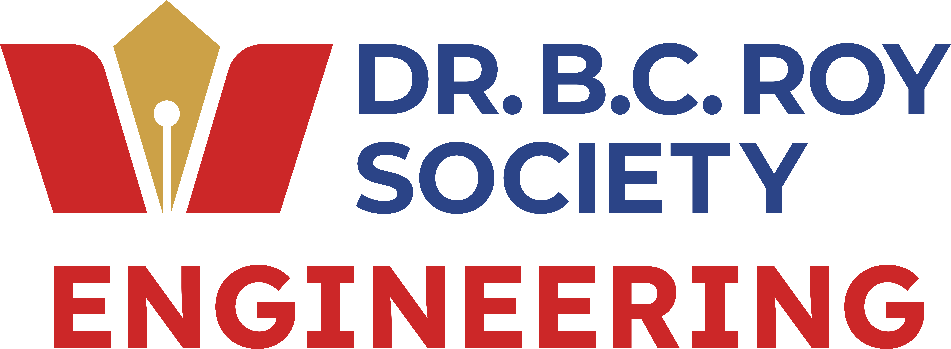 DR. B.C. ROY
SOCIETY
ENGINEERING